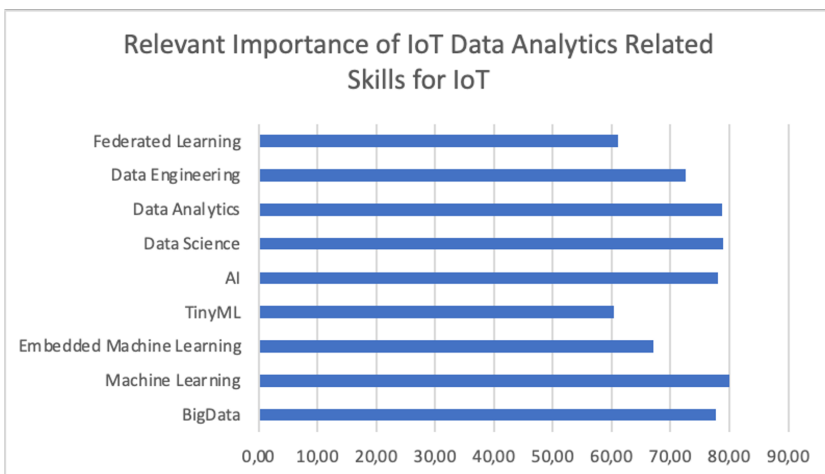 Relevant Importance of IoT Data Analytics Related
Skills for IoT
Federated Learning
Data Engineering
Data Analytics
Data Science
AI
TinyML
Embedded Machine Learning
Machine Learning
BigData
0,00 10,00 20,00 30,00 40,00 50,00 60,00 70,00 80,00 90,00